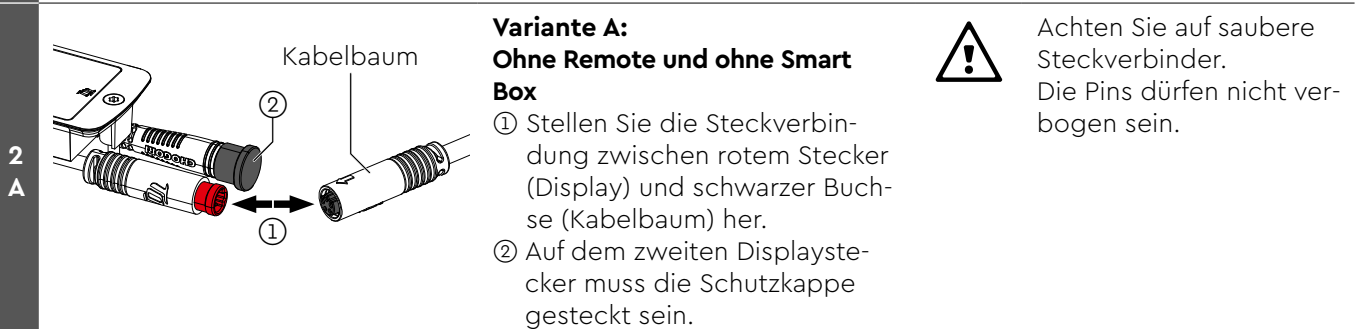 2
A
Kabelbaum
②
①
Variante A:
Ohne Remote und ohne Smart
Box
① Stellen Sie die Steckverbin-
dung zwischen rotem Stecker
(Display) und schwarzer Buch-
se (Kabelbaum) her.
② Auf dem zweiten Displayste-
cker muss die Schutzkappe
gesteckt sein.
Achten Sie auf saubere
Steckverbinder.
Die Pins dürfen nicht ver-
bogen sein.